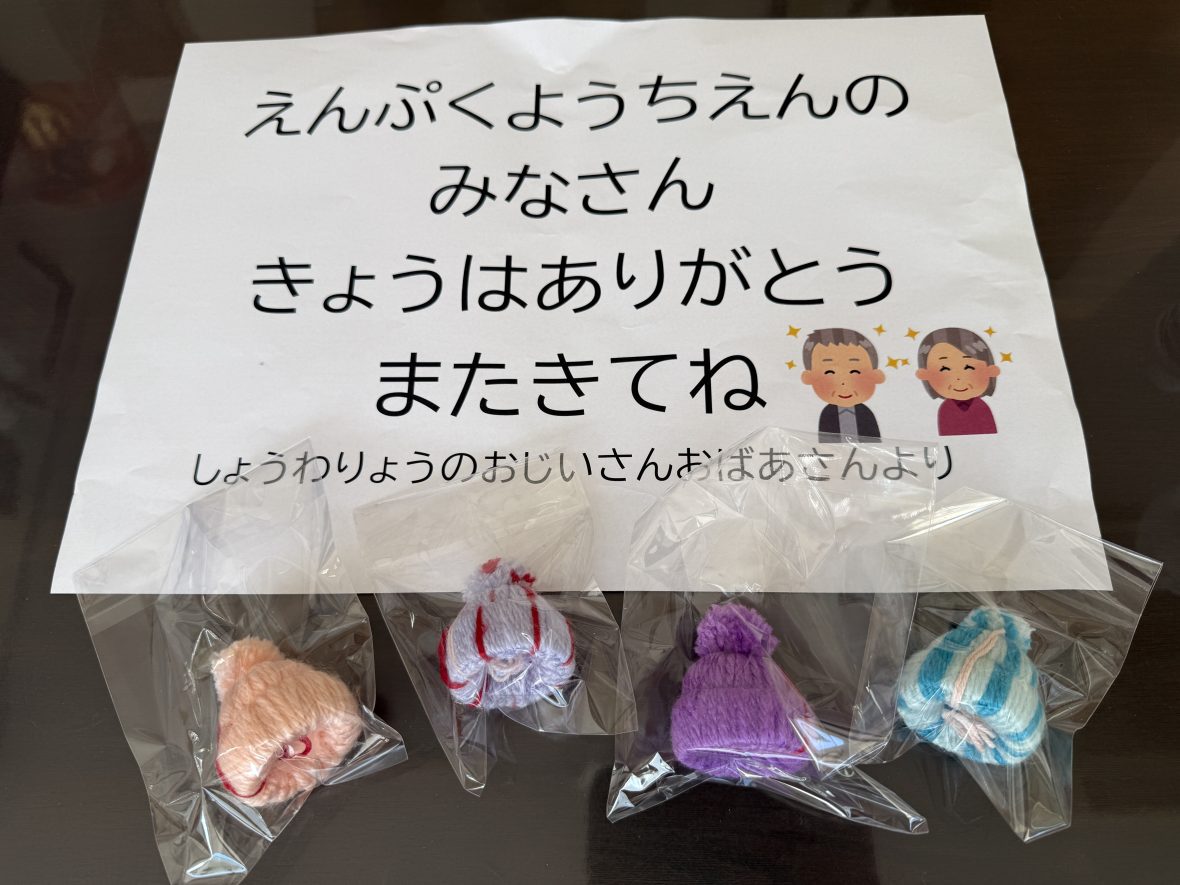 えんぷくようちえんの
みなさん
きょうはありがとう
またきてね
しょうわりょうのおじいさんおばあさんより